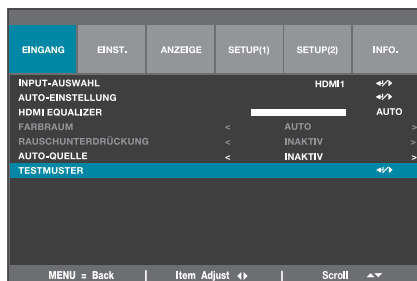 EINGANG EINST. ANZEIGE SETUP(1) SETUP(2) INFO.
INPUT-AUSWAHL HDMI1
AUTO-EINSTELLUNG
HDMI EQUALIZER AUTO
FARBRAUM < AUTO >
RAUSCHUNTERDRÜCKUNG < INAKTIV >
AUTO-QUELLE < INAKTIV >
TESTMUSTER
MENU = Back | Item Adjust | Scroll